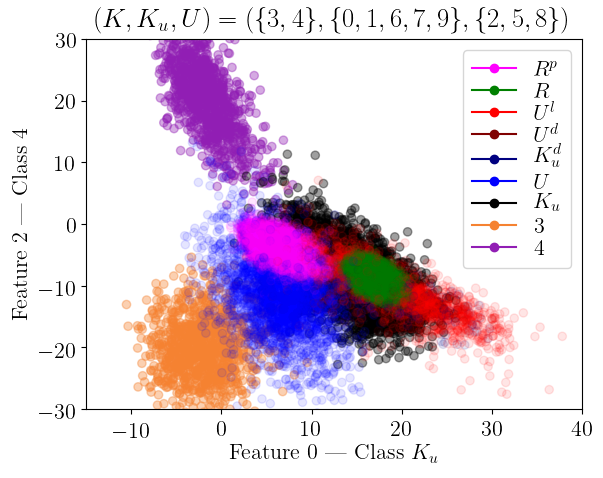 (K, K_u, U) = ({3, 4}, {0, 1, 6, 7, 9}, {2, 5, 8})
30
20
10
0
−10
−20
−30
Feature 2 — Class 4
R^p
R
U^l
U^d
K_u^d
U
K_u
3
4
−10
0
10
20
30
40
Feature 0 — Class K_u